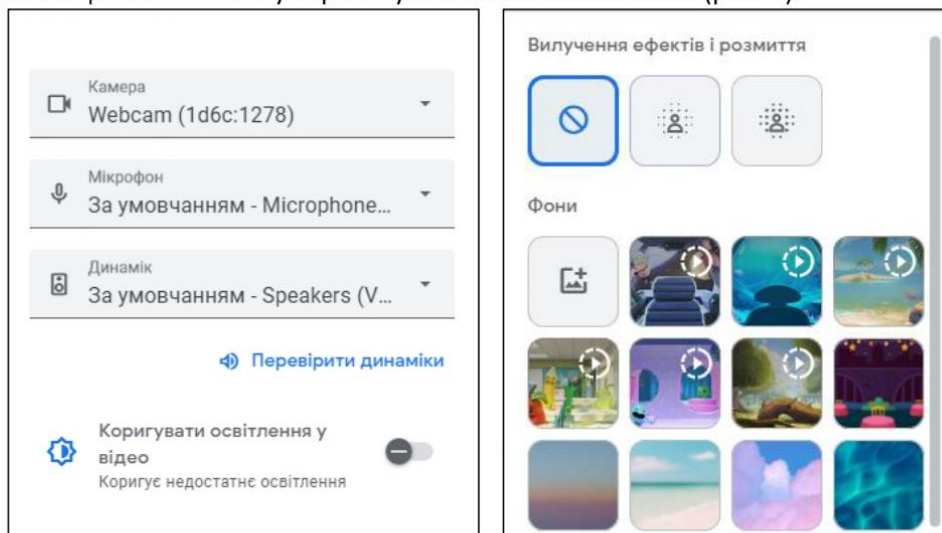 Камера
Webcam (1d6c:1278)
Мікрофон
За умовчанням - Microphone...
Динамік
За умовчанням - Speakers (V...
Перевірити динаміки
Коригувати освітлення у
відео
Коригує недостатнє освітлення
Вилучення ефектів і розмиття
Фони